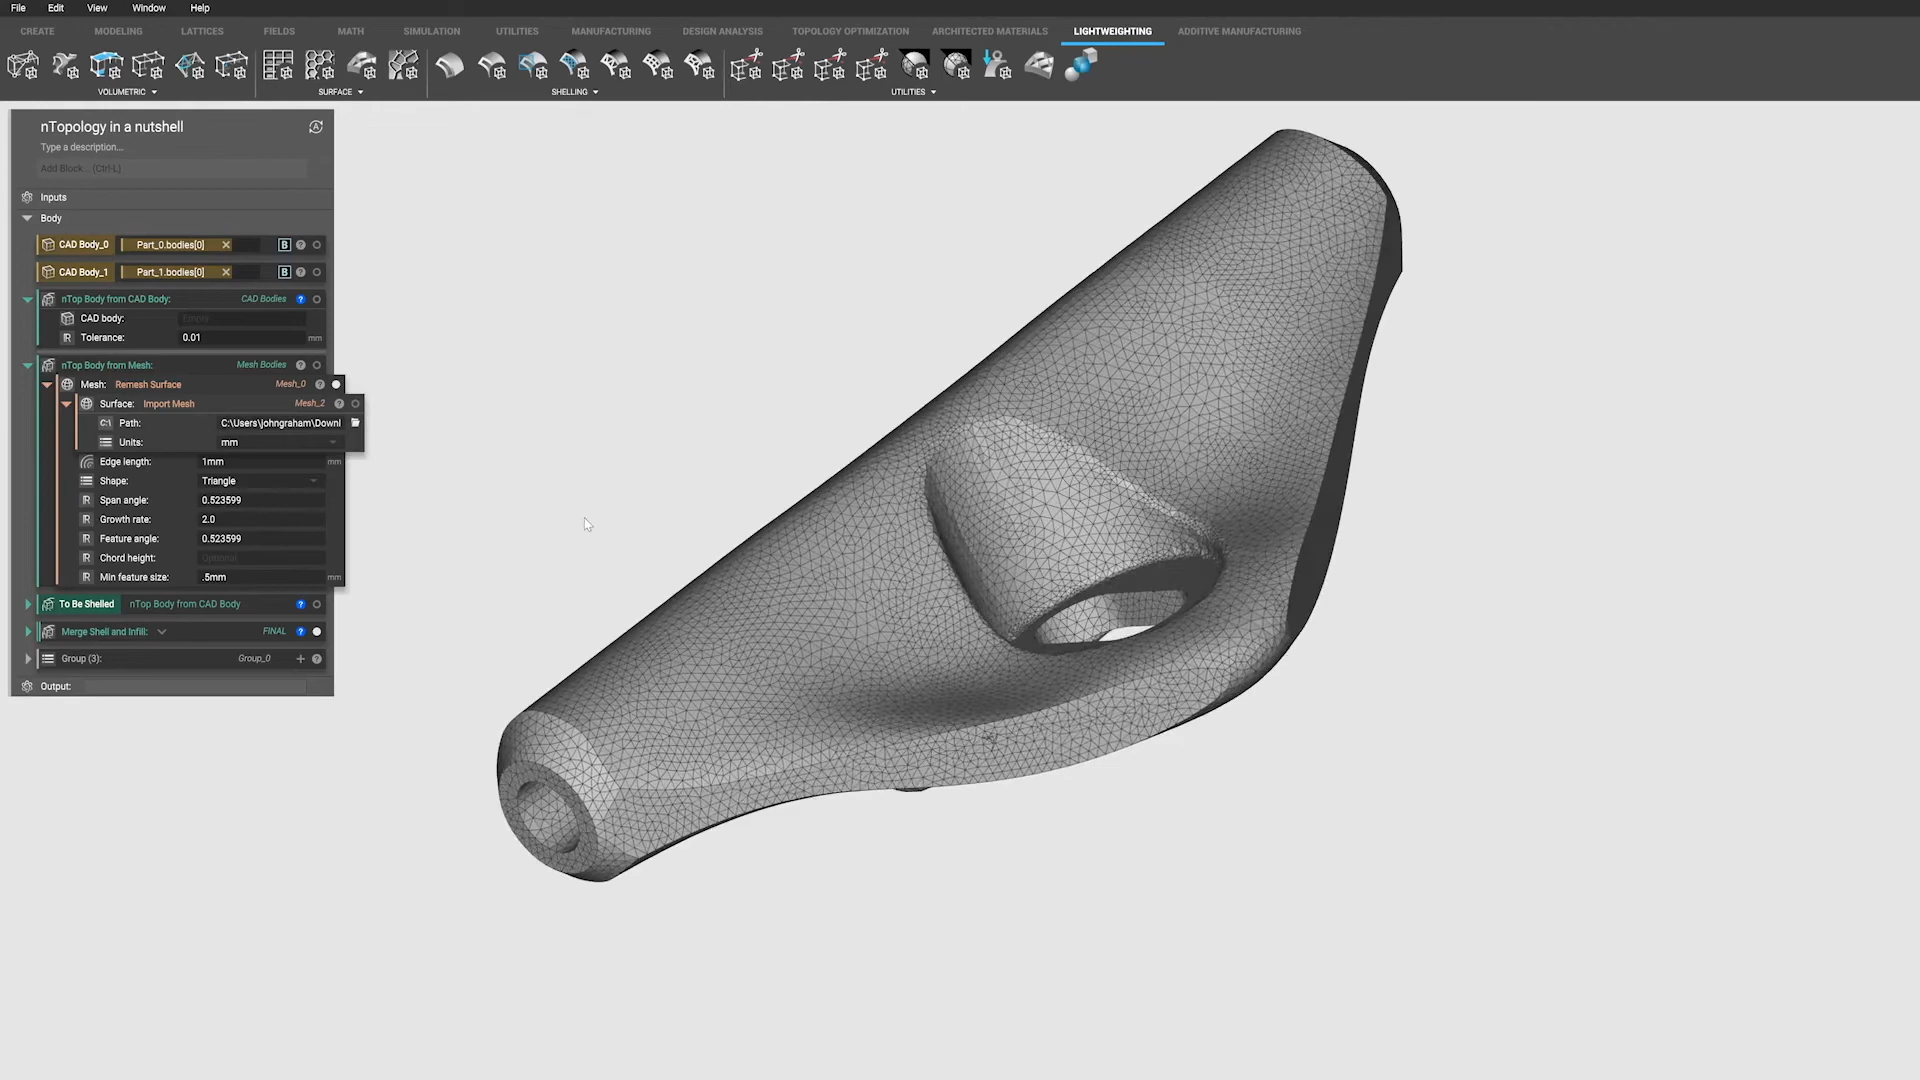 File Edit View Window Help
CREATE MODELING LATTICES FIELDS MATH SIMULATION UTILITIES MANUFACTURING DESIGN ANALYSIS TOPOLOGY OPTIMIZATION ARCHITECTED MATERIALS LIGHTWEIGHTING ADDITIVE MANUFACTURING
VOLUMETRIC SURFACE SHELLING UTILITIES
nTopology in a nutshell
Type a description...
Add Block... (Ctrl-L)
Inputs
Body
CAD Body_0 Part_0.bodies[0] B ?
CAD Body_1 Part_1.bodies[0] B ?
nTop Body from CAD Body: CAD Bodies ?
CAD body: Empty
Tolerance: 0.01 mm
nTop Body from Mesh: Mesh Bodies ?
Mesh: Remesh Surface Mesh_0 ?
Surface: Import Mesh Mesh_2 ?
C:\ Path: C:\Users\johngraham\Downl
Units: mm
Edge length: 1mm mm
Shape: Triangle
Span angle: 0.523599
Growth rate: 2.0
Feature angle: 0.523599
Chord height: Optional
Min feature size: .5mm mm
To Be Shelled nTop Body from CAD Body ?
Merge Shell and Infill: FINAL ?
Group (3): Group_0 + ?
Output: